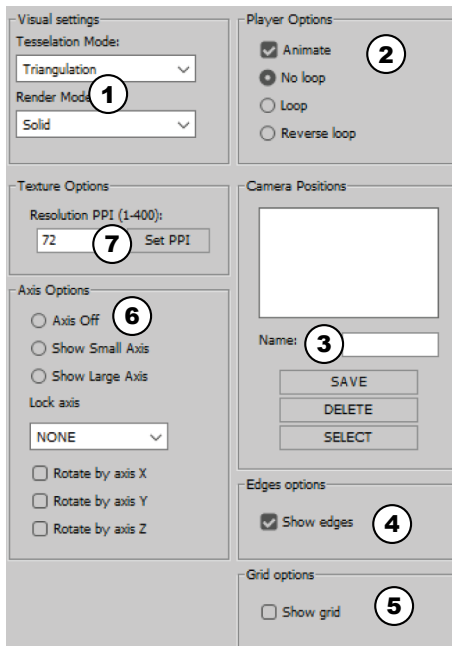 Visual settings
Tesselation Mode:
Triangulation
1
Render Mode
Solid
Player Options
Animate
2
No loop
Loop
Reverse loop
Texture Options
Resolution PPI (1-400):
72
7
Set PPI
Camera Positions
Name:
3
SAVE
DELETE
SELECT
Axis Options
Axis Off
6
Show Small Axis
Show Large Axis
Lock axis
NONE
Rotate by axis X
Rotate by axis Y
Rotate by axis Z
Edges options
Show edges
4
Grid options
Show grid
5